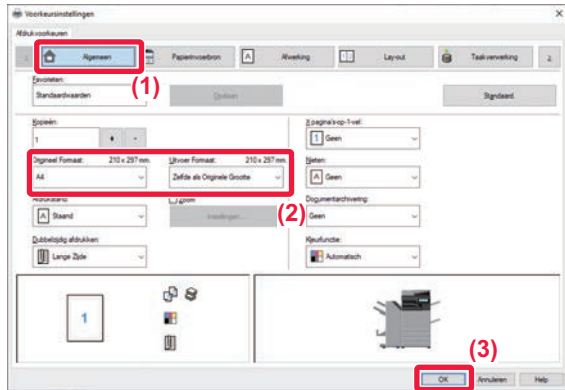 Voorkeursinstellingen
Afdrukvoorkeuren
Algemeen
Papierinvoerbron
Afwerking
Lay-out
Taakverwerking
(1)
Favorieten:
Standaardwaarden
Opslaan
Standaard
Kopieën:
1
X pagina's-op-1-vel:
Geen
Origineel Formaat: 210 x 297 mm.
A4
Uitvoer Formaat: 210 x 297 mm.
Zelfde als Originele Grootte
Nieten:
Geen
(2)
Afdrukstand:
Staand
Zoom
Instellingen...
Documentarchivering:
Geen
Dubbelzijdig afdrukken:
Lange Zijde
Kleurfunctie:
Automatisch
1
(3)
OK
Annuleren
Help